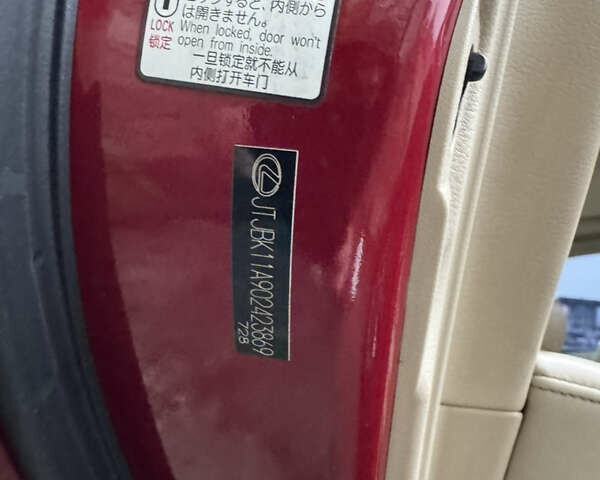 すると、内側から
は開きません。
LOCK When locked, door won't
锁定 open from inside.
一旦锁定就不能从
内侧打开车门
JTJBK11A902423869
728